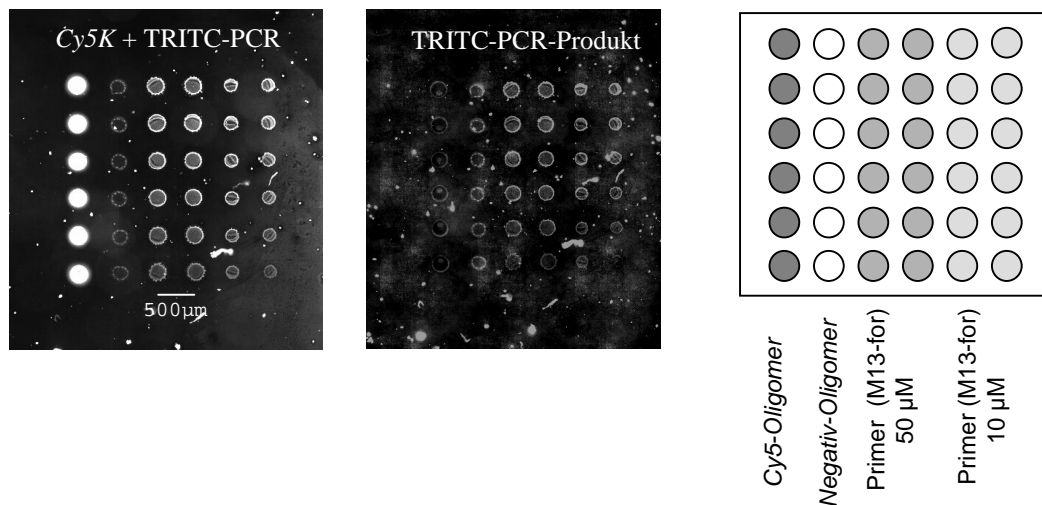 Cy5K + TRITC-PCR
500µm
TRITC-PCR-Produkt
Cy5-Oligomer
Negativ-Oligomer
Primer (M13-for)
50 µM
Primer (M13-for)
10 µM